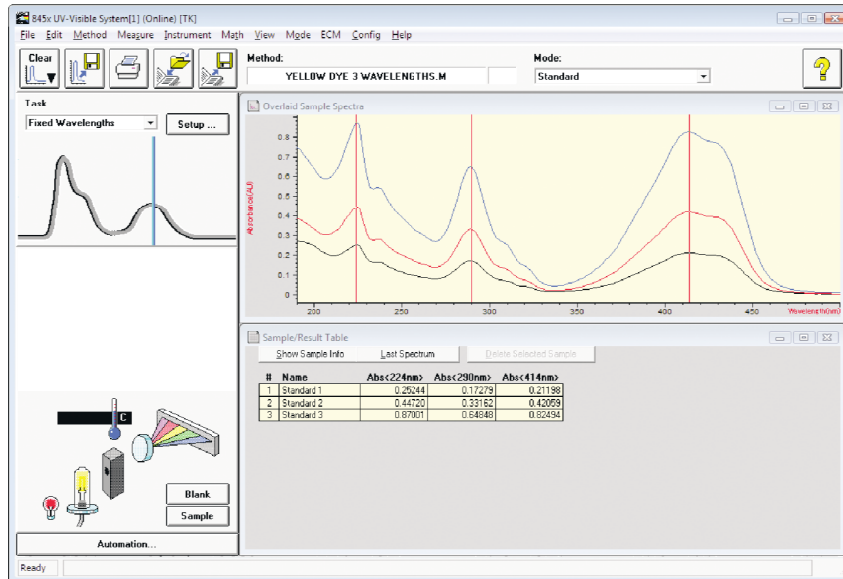 845x UV-Visible System[1] (Online) [TK]
File Edit Method Measure Instrument Math View Mode ECM Config Help
Clear
Method:
YELLOW DYE 3 WAVELENGTHS.M
Mode:
Standard
Task
Fixed Wavelengths
Setup ...
Overlaid Sample Spectra
Absorbance(AU)
0.8
0.7
0.6
0.5
0.4
0.3
0.2
0.1
0
200 250 300 350 400 450 Wavelength(nm)
Sample/Result Table
Show Sample Info Last Spectrum Delete Selected Sample
# Name Abs<224nm> Abs<290nm> Abs<414nm>
1 Standard 1 0.25244 0.17279 0.21198
2 Standard 2 0.44720 0.33162 0.42059
3 Standard 3 0.87001 0.64848 0.82494
C
Blank
Sample
Automation...
Ready